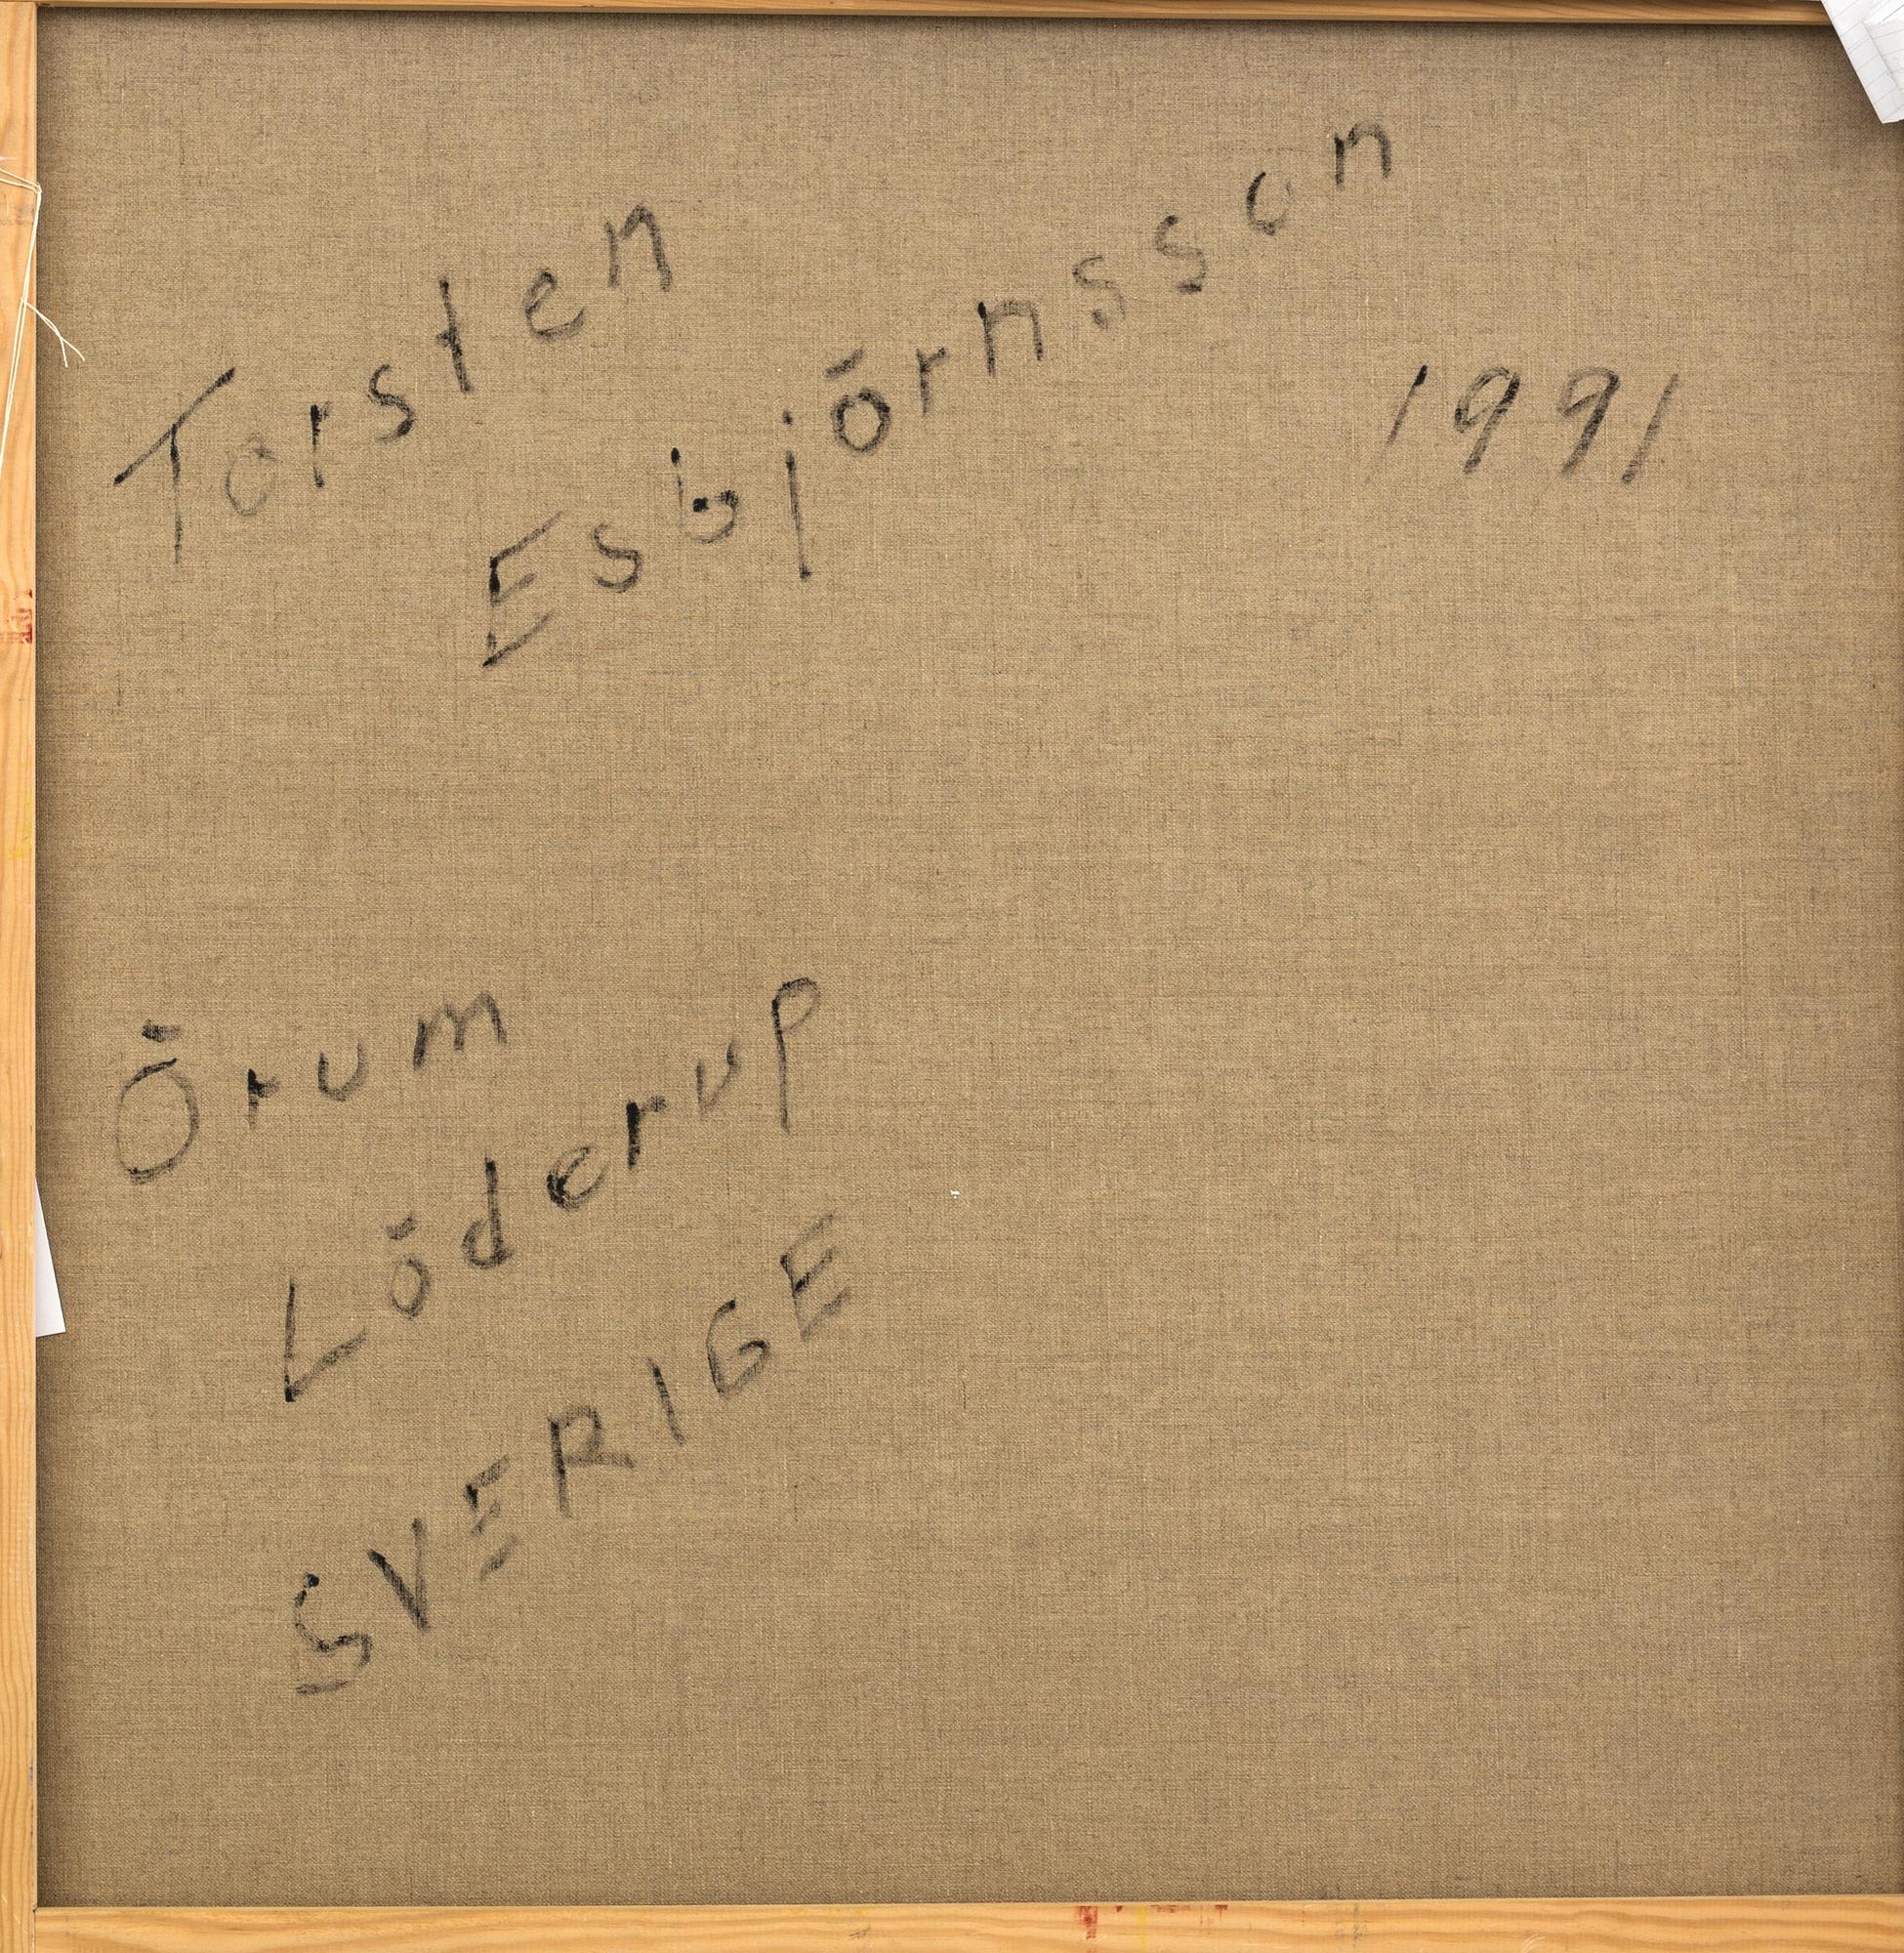 Torsten
Esbjörnsson
1991
Örum
Löderup
SVERIGE